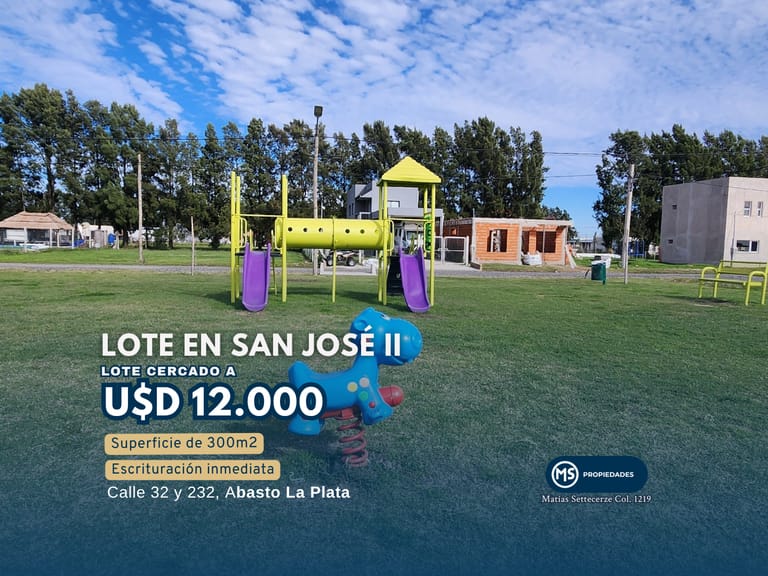 LOTE EN SAN JOSÉ II
LOTE CERCADO A
U$D 12.000
Superficie de 300m2
Escrituración inmediata
Calle 32 y 232, Abasto La Plata
MS PROPIEDADES
Matías Settecerze Col. 1219